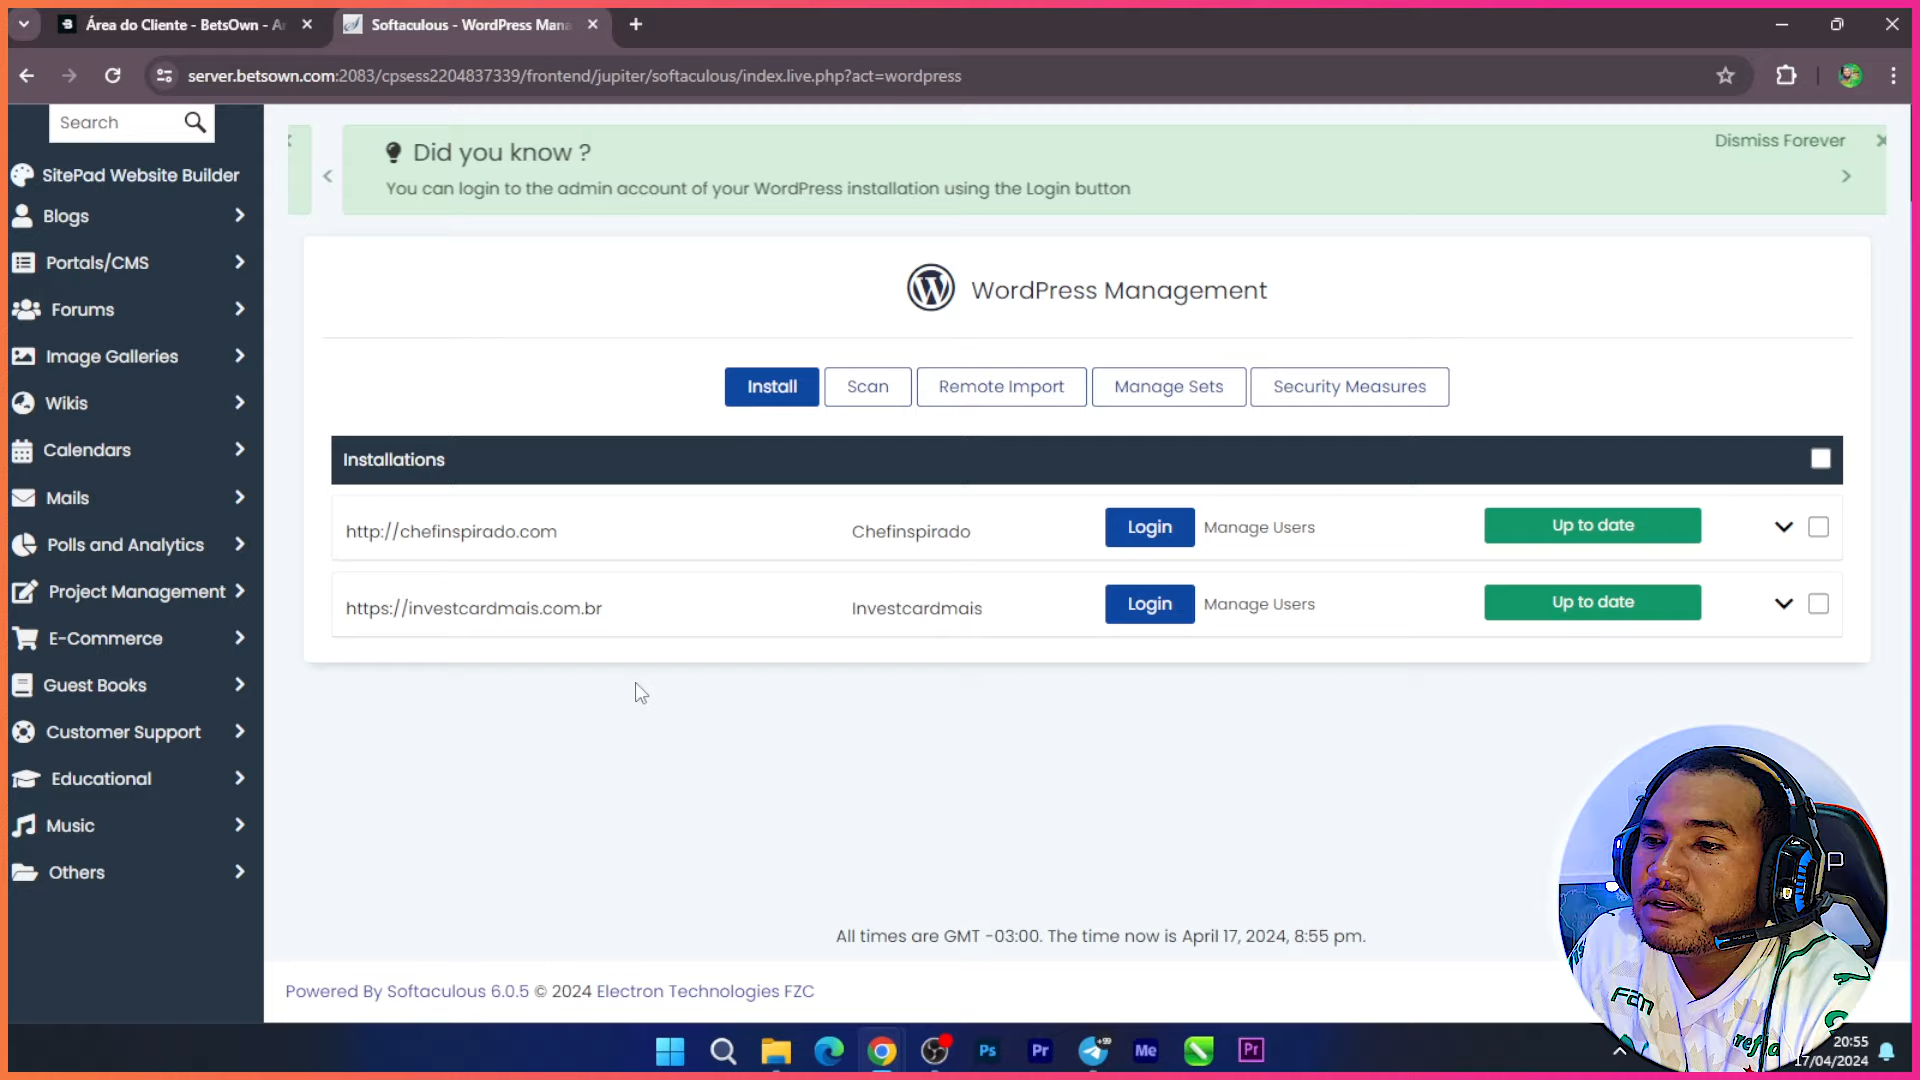 Área do Cliente - BetsOwn - Ar
Softaculous - WordPress Mana
server.betsown.com:2083/cpsess2204837339/frontend/jupiter/softaculous/index.live.php?act=wordpress
Search
SitePad Website Builder
Blogs
Portals/CMS
Forums
Image Galleries
Wikis
Calendars
Mails
Polls and Analytics
Project Management
E-Commerce
Guest Books
Customer Support
Educational
Music
Others
Did you know ?
Dismiss Forever
You can login to the admin account of your WordPress installation using the Login button
WordPress Management
Install
Scan
Remote Import
Manage Sets
Security Measures
Installations
http://chefinspirado.com
Chefinspirado
Login
Manage Users
Up to date
https://investcardmais.com.br
Investcardmais
Login
Manage Users
Up to date
All times are GMT -03:00. The time now is April 17, 2024, 8:55 pm.
Powered By Softaculous 6.0.5 © 2024 Electron Technologies FZC
Ps
Pr
+99
Me
Pr
20:55
17/04/2024